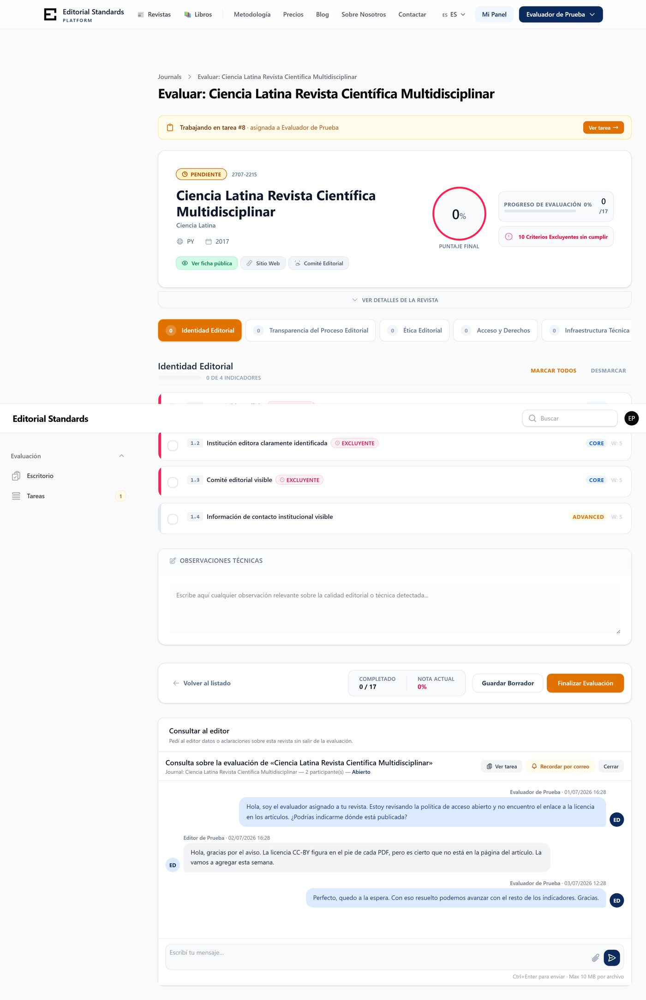 Editorial Standards
PLATFORM
Revistas
Libros
Metodología
Precios
Blog
Sobre Nosotros
Contactar
ES ES
Mi Panel
Evaluador de Prueba
Journals > Evaluar: Ciencia Latina Revista Científica Multidisciplinar
Evaluar: Ciencia Latina Revista Científica Multidisciplinar
Trabajando en tarea #8 · asignada a Evaluador de Prueba
Ver tarea →
PENDIENTE
2707-2215
Ciencia Latina Revista Científica
Multidisciplinar
Ciencia Latina
PY
2017
Ver ficha pública
Sitio Web
Comité Editorial
0%
PUNTAJE FINAL
PROGRESO DE EVALUACIÓN 0%
0
/17
10 Criterios Excluyentes sin cumplir
VER DETALLES DE LA REVISTA
0 Identidad Editorial
0 Transparencia del Proceso Editorial
0 Ética Editorial
0 Acceso y Derechos
0 Infraestructura Técnica
Identidad Editorial
0 DE 4 INDICADORES
MARCAR TODOS
DESMARCAR
Editorial Standards
Buscar
EP
Evaluación
Escritorio
Tareas
1
1.2 Institución editora claramente identificada EXCLUYENTE
CORE W: 5
1.3 Comité editorial visible EXCLUYENTE
CORE W: 5
1.4 Información de contacto institucional visible
ADVANCED W: 5
OBSERVACIONES TÉCNICAS
Escribe aquí cualquier observación relevante sobre la calidad editorial o técnica detectada...
← Volver al listado
COMPLETADO
0 / 17
NOTA ACTUAL
0%
Guardar Borrador
Finalizar Evaluación
Consultar al editor
Pedí al editor datos o aclaraciones sobre esta revista sin salir de la evaluación.
Consulta sobre la evaluación de «Ciencia Latina Revista Científica Multidisciplinar»
Journal: Ciencia Latina Revista Científica Multidisciplinar — 2 participante(s) — Abierto
Ver tarea
Recordar por correo
Cerrar
Evaluador de Prueba · 01/07/2026 16:28
Hola, soy el evaluador asignado a tu revista. Estoy revisando la política de acceso abierto y no encuentro el enlace a la licencia
en los artículos. ¿Podrías indicarme dónde está publicada?
ED
Editor de Prueba · 02/07/2026 16:28
Hola, gracias por el aviso. La licencia CC-BY figura en el pie de cada PDF, pero es cierto que no está en la página del artículo. La
vamos a agregar esta semana.
ED
Evaluador de Prueba · 03/07/2026 12:28
Perfecto, quedo a la espera. Con eso resuelto podemos avanzar con el resto de los indicadores. Gracias.
ED
Escribí tu mensaje...
Ctrl+Enter para enviar · Max 10 MB por archivo